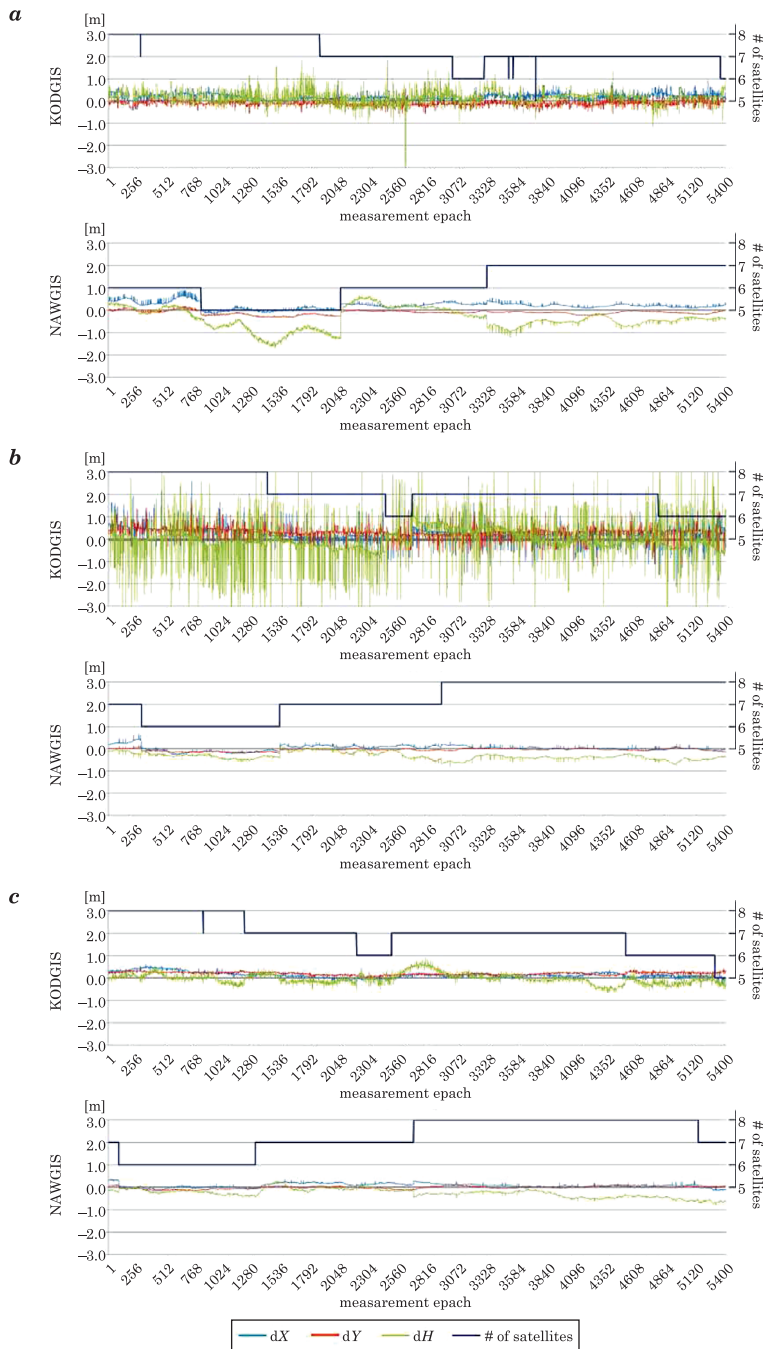 a
[m]
3.0
2.0
1.0
0.0
–1.0
–2.0
–3.0
KODGIS
8
7
6
5
# of satellites
1 256 512 768 1024 1280 1536 1792 2048 2304 2560 2816 3072 3328 3584 3840 4096 4352 4608 4864 5120 5400
measarement epach
[m]
3.0
2.0
1.0
0.0
–1.0
–2.0
–3.0
NAWGIS
8
7
6
5
# of satellites
1 256 512 768 1024 1280 1536 1792 2048 2304 2560 2816 3072 3328 3584 3840 4096 4352 4608 4864 5120 5400
measarement epach
b
[m]
3.0
2.0
1.0
0.0
–1.0
–2.0
–3.0
KODGIS
8
7
6
5
# of satellites
1 256 512 768 1024 1280 1536 1792 2048 2304 2560 2816 3072 3328 3584 3840 4096 4352 4608 4864 5120 5400
measarement epach
[m]
3.0
2.0
1.0
0.0
–1.0
–2.0
–3.0
NAWGIS
8
7
6
5
# of satellites
1 256 512 768 1024 1280 1536 1792 2048 2304 2560 2816 3072 3328 3584 3840 4096 4352 4608 4864 5120 5400
measarement epach
c
[m]
3.0
2.0
1.0
0.0
–1.0
–2.0
–3.0
KODGIS
8
7
6
5
# of satellites
1 256 512 768 1024 1280 1536 1792 2048 2304 2560 2816 3072 3328 3584 3840 4096 4352 4608 4864 5120 5400
measarement epach
[m]
3.0
2.0
1.0
0.0
–1.0
–2.0
–3.0
NAWGIS
8
7
6
5
# of satellites
1 256 512 768 1024 1280 1536 1792 2048 2304 2560 2816 3072 3328 3584 3840 4096 4352 4608 4864 5120 5400
measarement epach
dX dY dH # of satellites